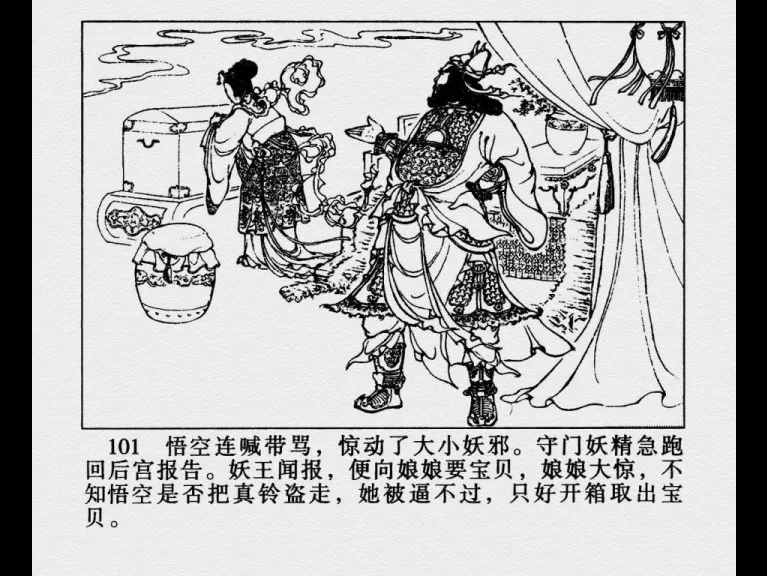 101 悟空连喊带骂，惊动了大小妖邪。守门妖精急跑
回后宫报告。妖王闻报，便向娘娘要宝贝，娘娘大惊，不
知悟空是否把真铃盗走，她被逼不过，只好开箱取出宝
贝。